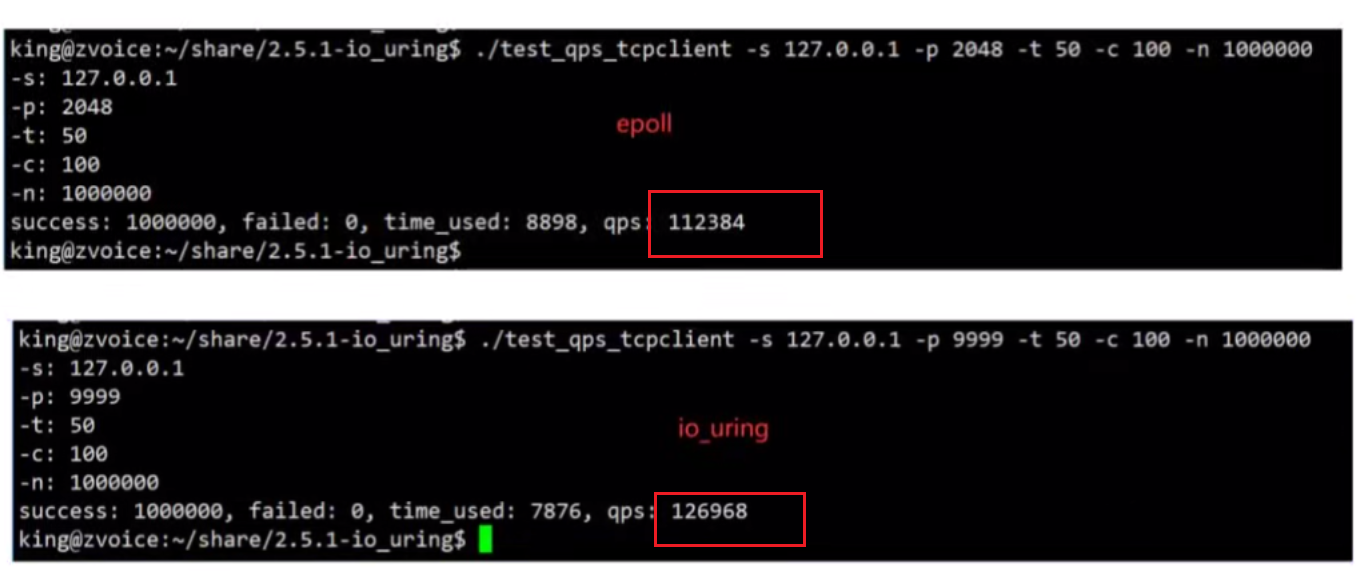 king@zvoice:~/share/2.5.1-io_uring$ ./test_qps_tcpclient -s 127.0.0.1 -p 2048 -t 50 -c 100 -n 1000000
-s: 127.0.0.1
-p: 2048
epoll
-t: 50
-c: 100
-n: 1000000
success: 1000000, failed: 0, time_used: 8898, qps: 112384
king@zvoice:~/share/2.5.1-io_uring$
king@zvoice:~/share/2.5.1-io_uring$ ./test_qps_tcpclient -s 127.0.0.1 -p 9999 -t 50 -c 100 -n 1000000
-s: 127.0.0.1
-p: 9999
-t: 50
io_uring
-c: 100
-n: 1000000
success: 1000000, failed: 0, time_used: 7876, qps: 126968
king@zvoice:~/share/2.5.1-io_uring$